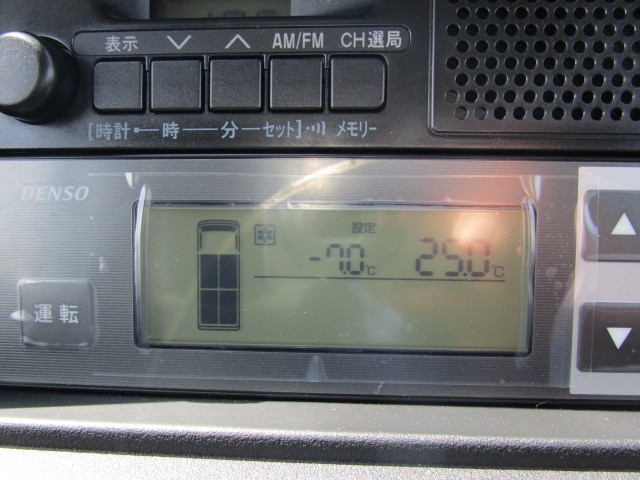 表示 AM/FM CH選局
[時計 時 分 セット] メモリー
DENSO
設定
-7.0℃ 25.0℃
運転